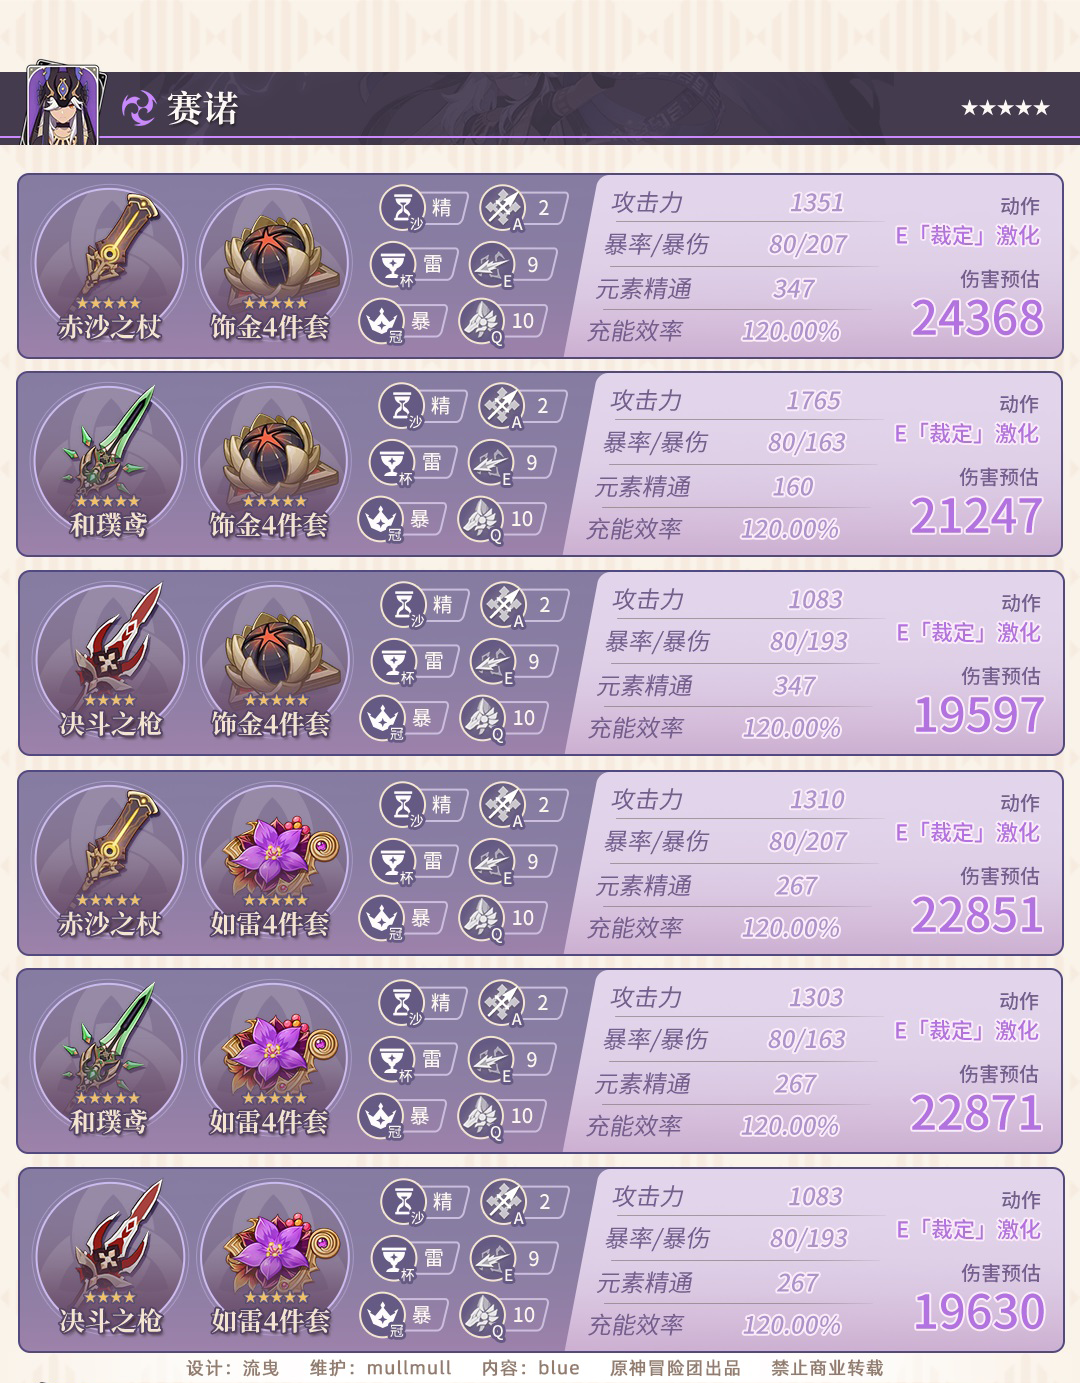 赛诺
沙 精 A 2
杯 雷 E 9
冠 暴 Q 10
赤沙之杖 饰金4件套
攻击力 1351
暴率/暴伤 80/207
元素精通 347
充能效率 120.00%
动作
E「裁定」激化
伤害预估
24368
沙 精 A 2
杯 雷 E 9
冠 暴 Q 10
和璞鸢 饰金4件套
攻击力 1765
暴率/暴伤 80/163
元素精通 160
充能效率 120.00%
动作
E「裁定」激化
伤害预估
21247
沙 精 A 2
杯 雷 E 9
冠 暴 Q 10
决斗之枪 饰金4件套
攻击力 1083
暴率/暴伤 80/193
元素精通 347
充能效率 120.00%
动作
E「裁定」激化
伤害预估
19597
沙 精 A 2
杯 雷 E 9
冠 暴 Q 10
赤沙之杖 如雷4件套
攻击力 1310
暴率/暴伤 80/207
元素精通 267
充能效率 120.00%
动作
E「裁定」激化
伤害预估
22851
沙 精 A 2
杯 雷 E 9
冠 暴 Q 10
和璞鸢 如雷4件套
攻击力 1303
暴率/暴伤 80/163
元素精通 267
充能效率 120.00%
动作
E「裁定」激化
伤害预估
22871
沙 精 A 2
杯 雷 E 9
冠 暴 Q 10
决斗之枪 如雷4件套
攻击力 1083
暴率/暴伤 80/193
元素精通 267
充能效率 120.00%
动作
E「裁定」激化
伤害预估
19630
设计：流曳 维护：mullmull 内容：blue 原神冒险团出品 禁止商业转载